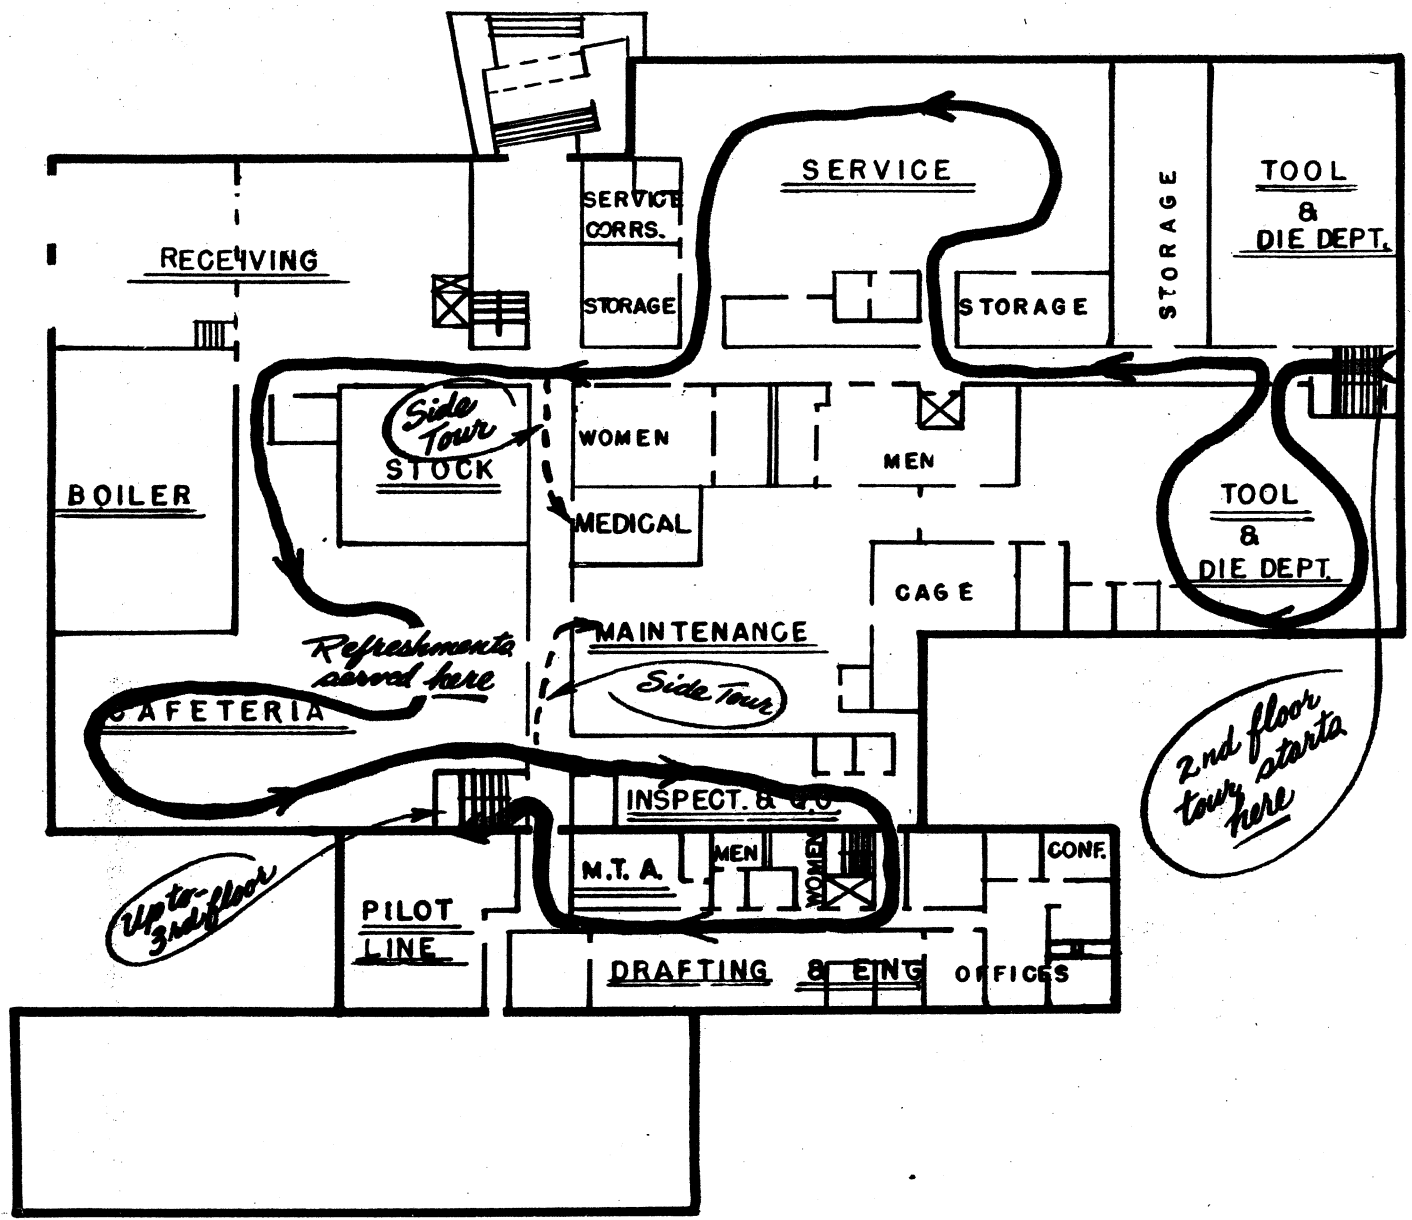 SERVICE
TOOL
&
DIE DEPT.
STORAGE
SERVICE
CORRS.
RECEIVING
STORAGE
STORAGE
Side
Tour
WOMEN
MEN
STOCK
BOILER
MEDICAL
TOOL
&
DIE DEPT.
CAGE
MAINTENANCE
Refreshments
served here
Side Tour
CAFETERIA
2nd floor
tour starts
here
INSPECT. & Q.C.
M.T.A.
MEN
WOMEN
CONF.
Up to
3rd floor
PILOT
LINE
DRAFTING & ENG
OFFICES